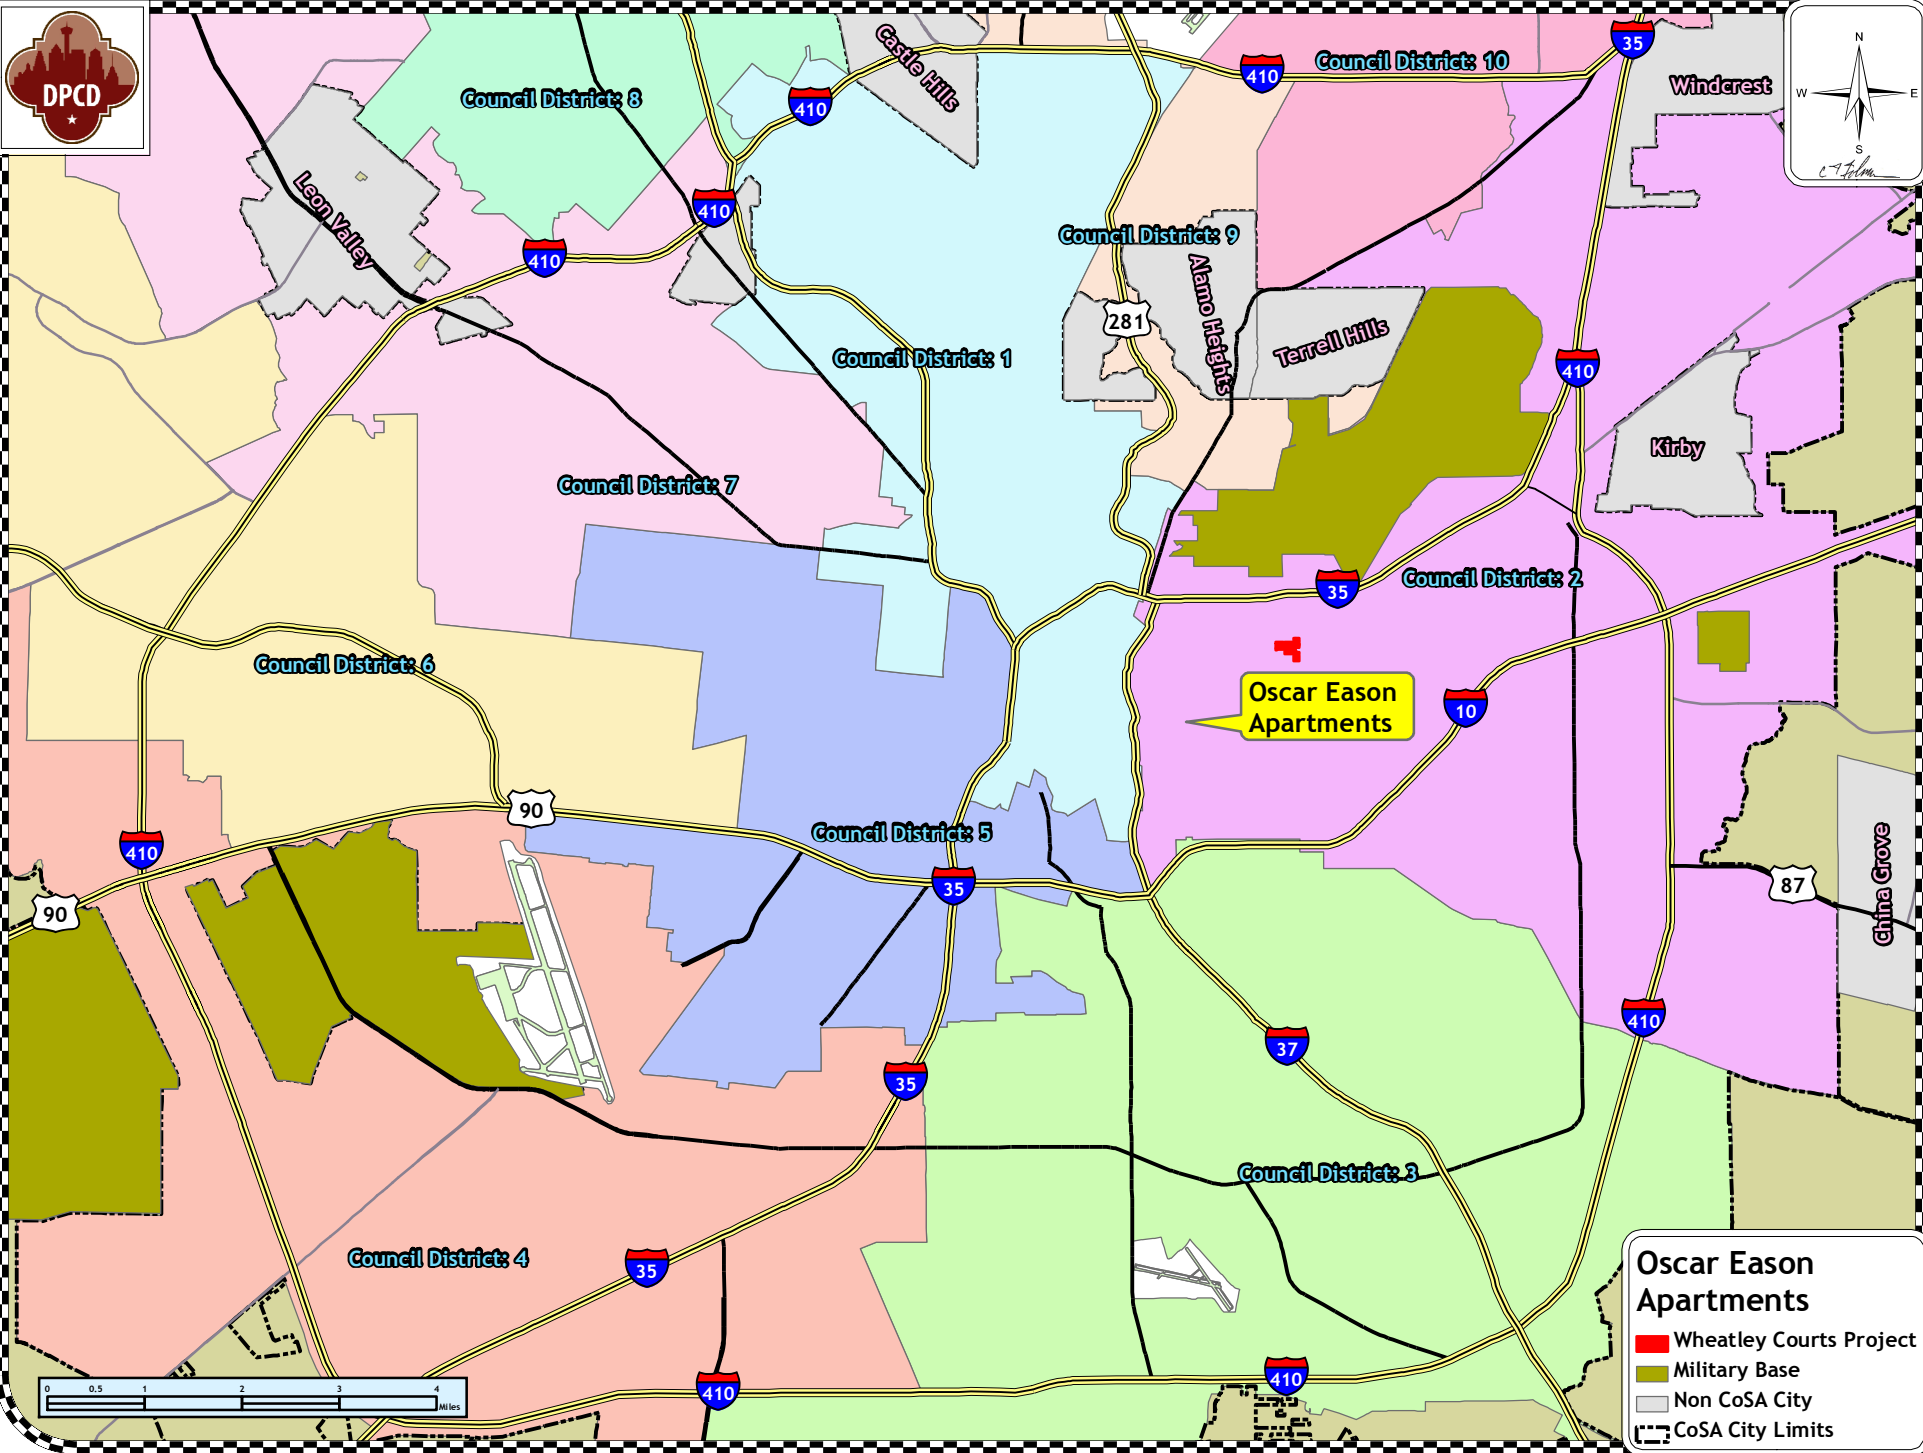 DPCD
N
W
E
S
35
Castle Hills
Council District: 10
410
Windcrest
Council District: 8
410
Leon Valley
410
Council District: 9
410
Alamo Heights
281
Terrell Hills
Council District: 1
410
Kirby
Council District: 7
Council District: 2
35
Council District: 6
Oscar Eason
Apartments
10
90
Council District: 5
410
35
87
China Grove
90
410
37
35
Council District: 3
Council District: 4
35
410
410
Oscar Eason
Apartments
Wheatley Courts Project
Military Base
Non CoSA City
CoSA City Limits
0 0.5 1 2 3 4
Miles